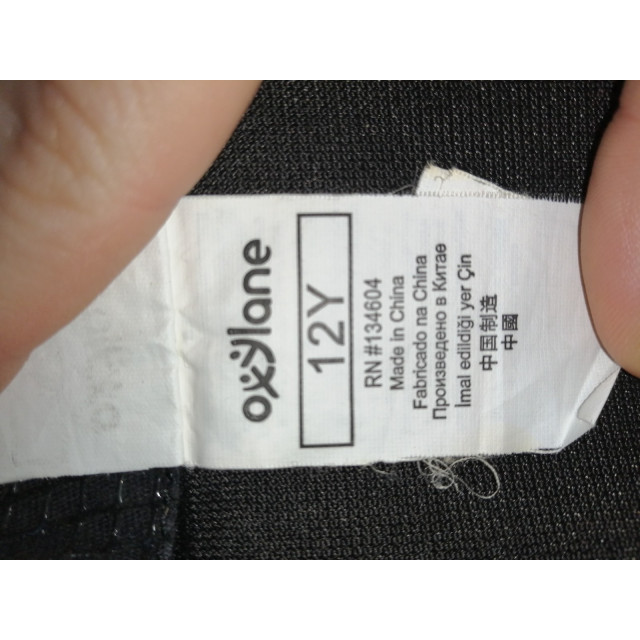 oxylane
12Y
RN #134604
Made in China
Fabricado na China
Произведено в Китае
Imal edildiği yer Çin
中国制造
中國